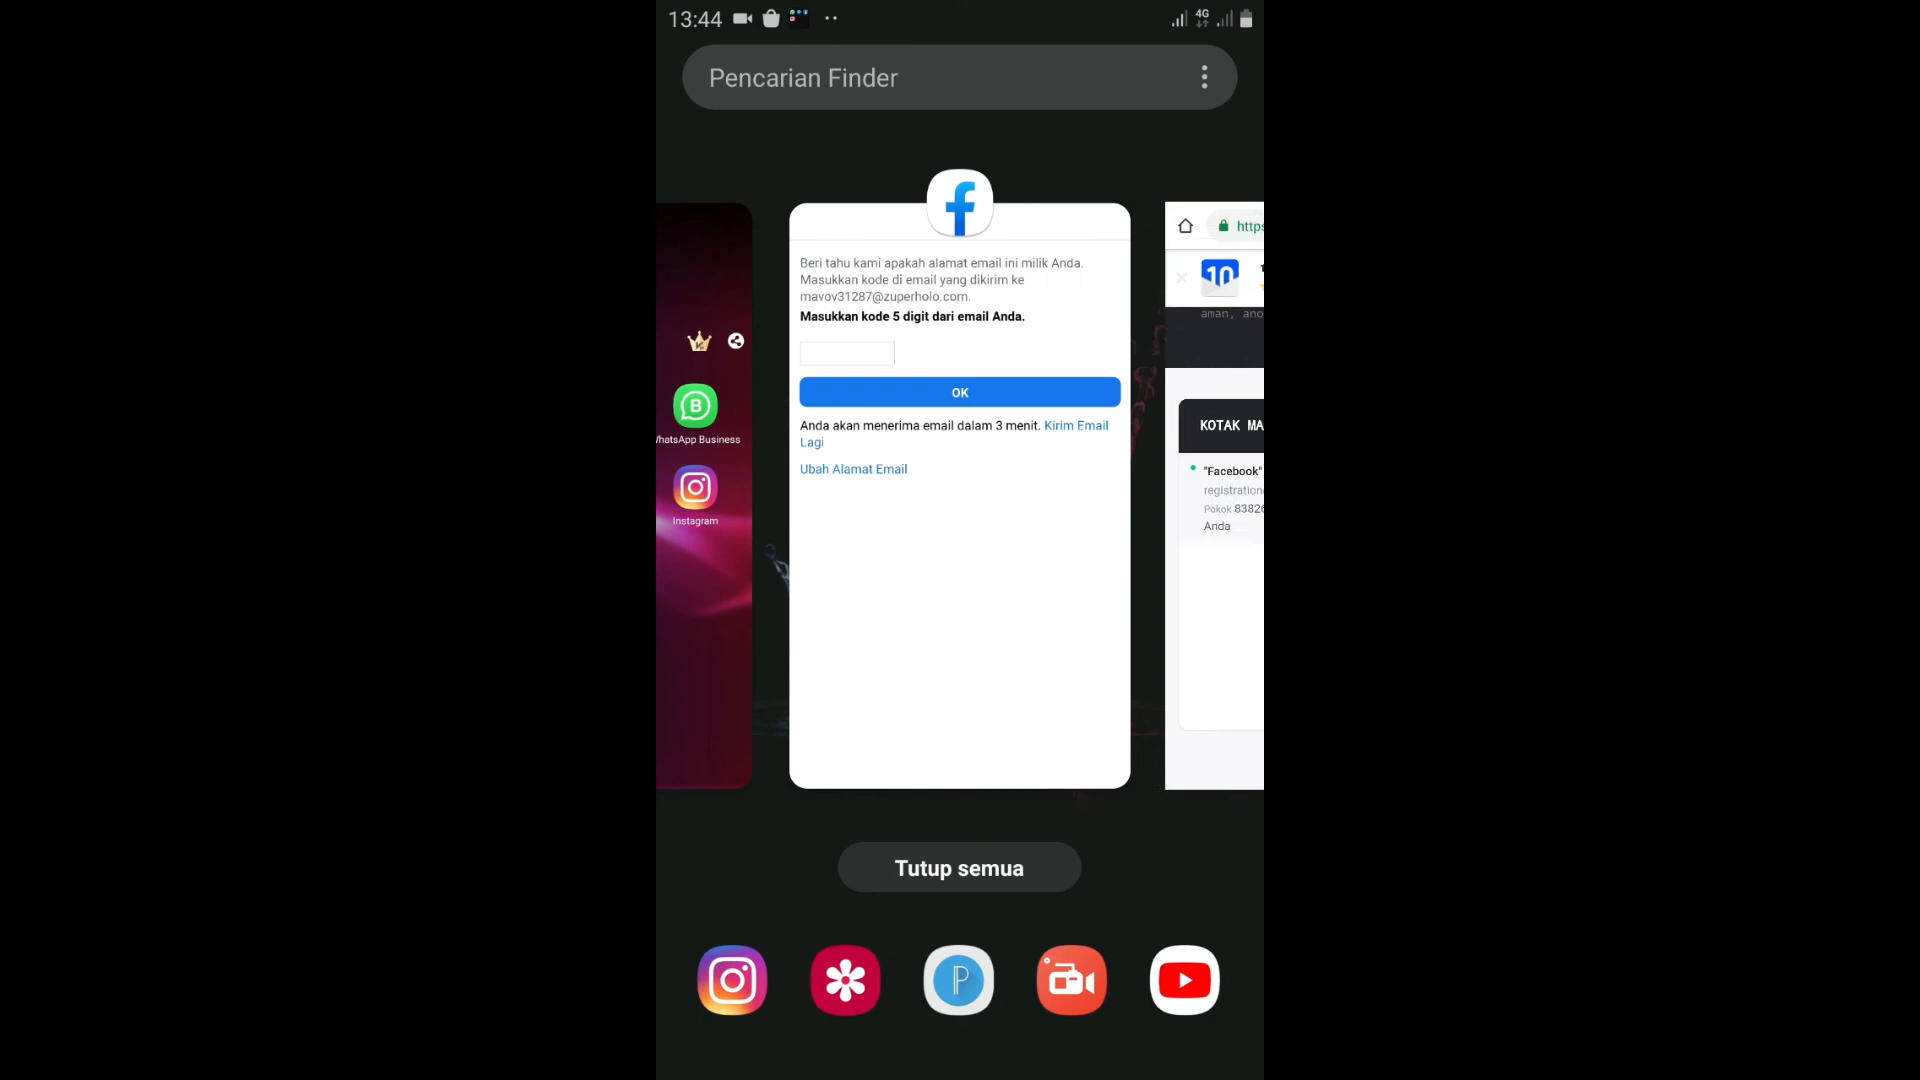 13:44
4G
Pencarian Finder
Beri tahu kami apakah alamat email ini milik Anda.
Masukkan kode di email yang dikirim ke
mavov31287@zuperholo.com.
Masukkan kode 5 digit dari email Anda.
OK
Anda akan menerima email dalam 3 menit. Kirim Email
Lagi
Ubah Alamat Email
WhatsApp Business
Instagram
https
10
aman, ano
KOTAK MA
"Facebook"
registration
Pokok 8382
Anda
Tutup semua